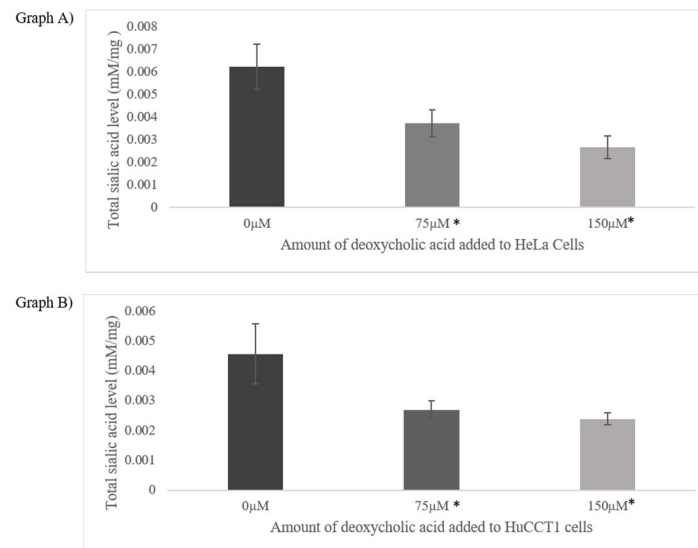 Graph A)
Total sialic acid level (mM/mg )
0.008
0.007
0.006
0.005
0.004
0.003
0.002
0.001
0
0μM 75μM * 150μM*
Amount of deoxycholic acid added to HeLa Cells
Graph B)
Total sialic acid level (mM/mg)
0.006
0.005
0.004
0.003
0.002
0.001
0
0μM 75μM * 150μM*
Amount of deoxycholic acid added to HuCCT1 cells